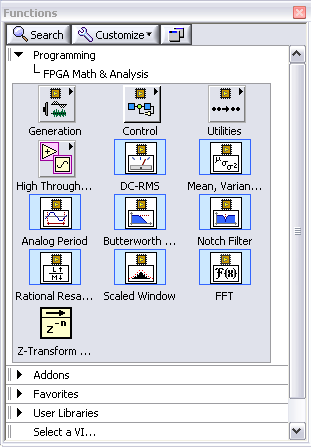 Functions
Search Customize
Programming
FPGA Math & Analysis
Generation Control Utilities
High Through... DC-RMS Mean, Varian...
Analog Period Butterworth ... Notch Filter
Rational Resa... Scaled Window FFT
Z-Transform ...
Addons
Favorites
User Libraries
Select a VI...